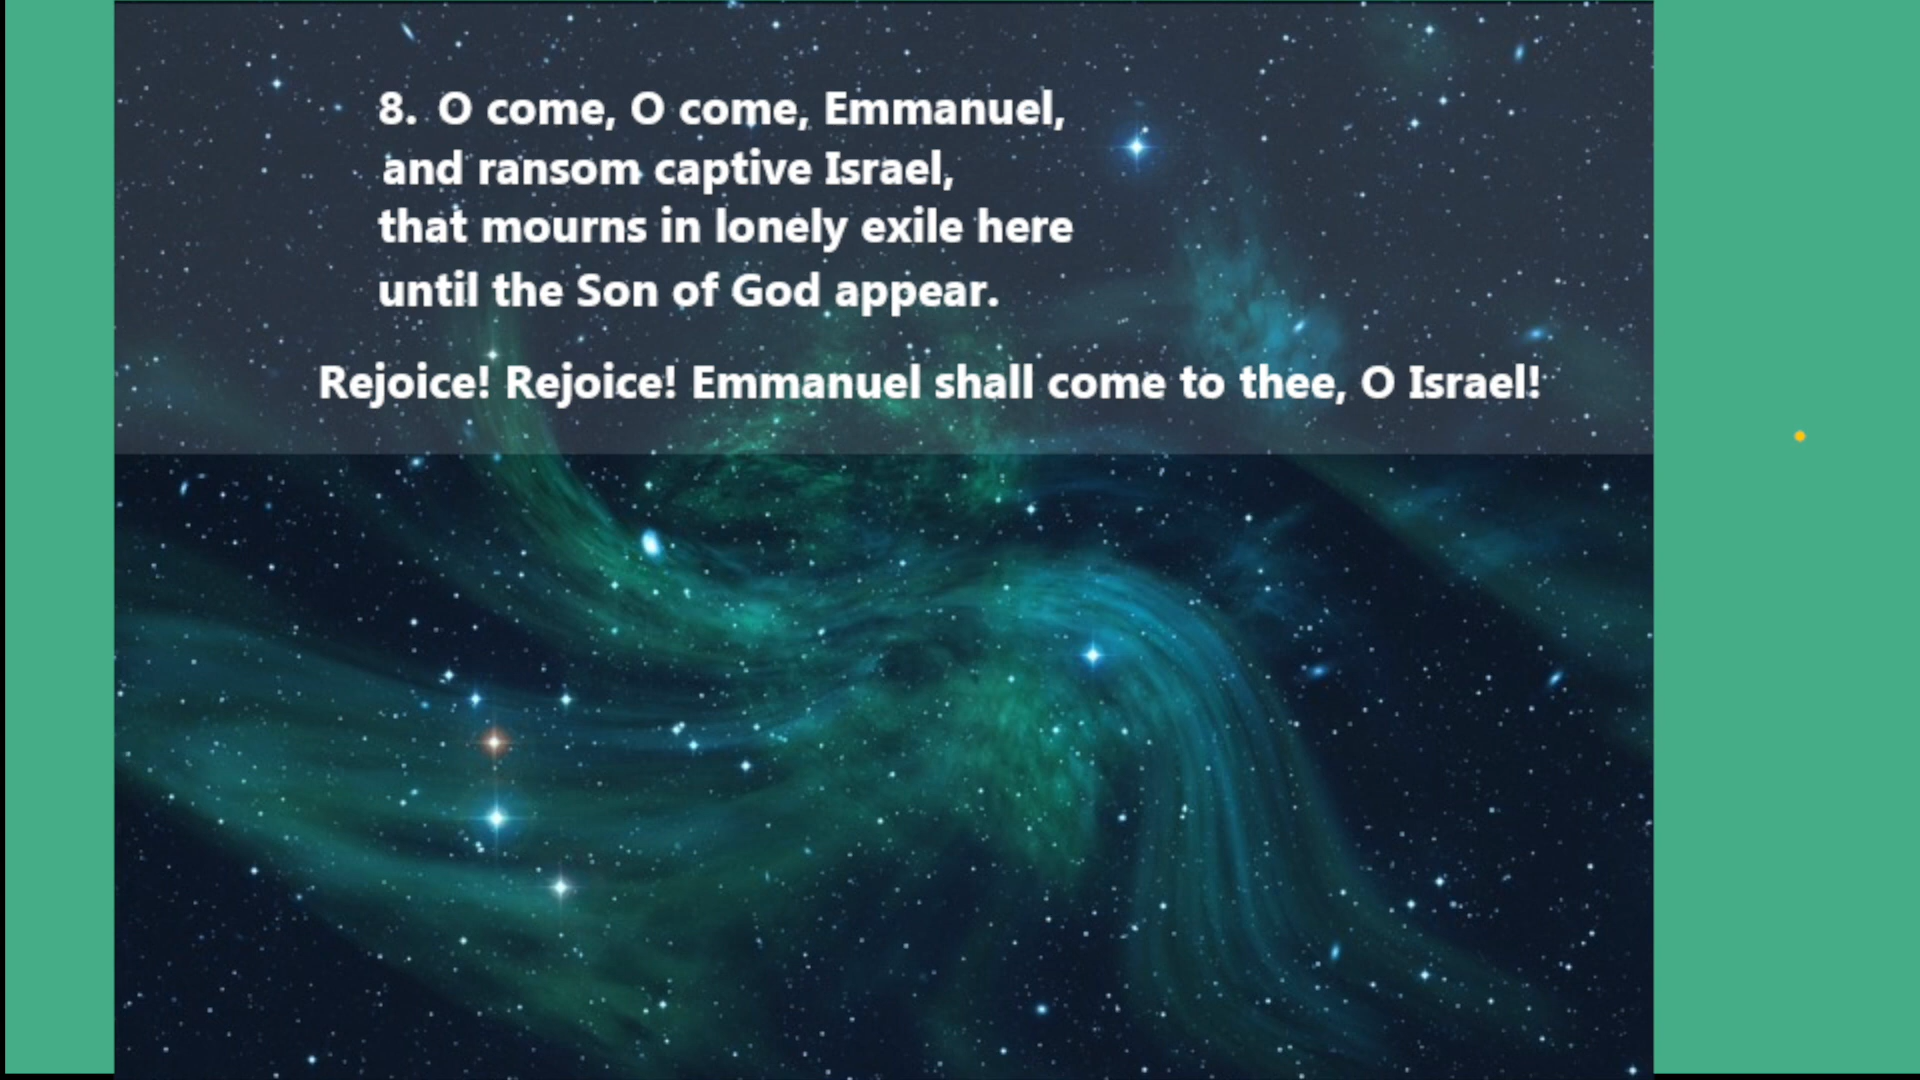 8. O come, O come, Emmanuel,
and ransom captive Israel,
that mourns in lonely exile here
until the Son of God appear.
Rejoice! Rejoice! Emmanuel shall come to thee, O Israel!